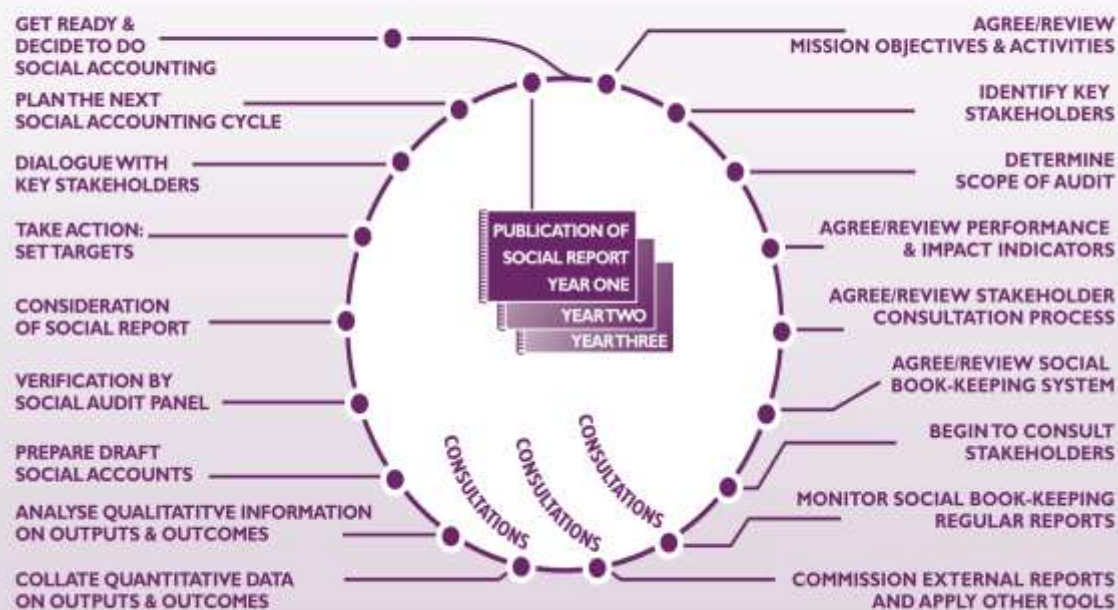 GET READY &
DECIDE TO DO
SOCIAL ACCOUNTING
PLAN THE NEXT
SOCIAL ACCOUNTING CYCLE
DIALOGUE WITH
KEY STAKEHOLDERS
TAKE ACTION:
SET TARGETS
CONSIDERATION
OF SOCIAL REPORT
VERIFICATION BY
SOCIAL AUDIT PANEL
PREPARE DRAFT
SOCIAL ACCOUNTS
ANALYSE QUALITATITVE INFORMATION
ON OUTPUTS & OUTCOMES
COLLATE QUANTITATIVE DATA
ON OUTPUTS & OUTCOMES
PUBLICATION OF
SOCIAL REPORT
YEAR ONE
YEAR TWO
YEAR THREE
CONSULTATIONS
CONSULTATIONS
CONSULTATIONS
AGREE/REVIEW
MISSION OBJECTIVES & ACTIVITIES
IDENTIFY KEY
STAKEHOLDERS
DETERMINE
SCOPE OF AUDIT
AGREE/REVIEW PERFORMANCE
& IMPACT INDICATORS
AGREE/REVIEW STAKEHOLDER
CONSULTATION PROCESS
AGREE/REVIEW SOCIAL
BOOK-KEEPING SYSTEM
BEGIN TO CONSULT
STAKEHOLDERS
MONITOR SOCIAL BOOK-KEEPING
REGULAR REPORTS
COMMISSION EXTERNAL REPORTS
AND APPLY OTHER TOOLS